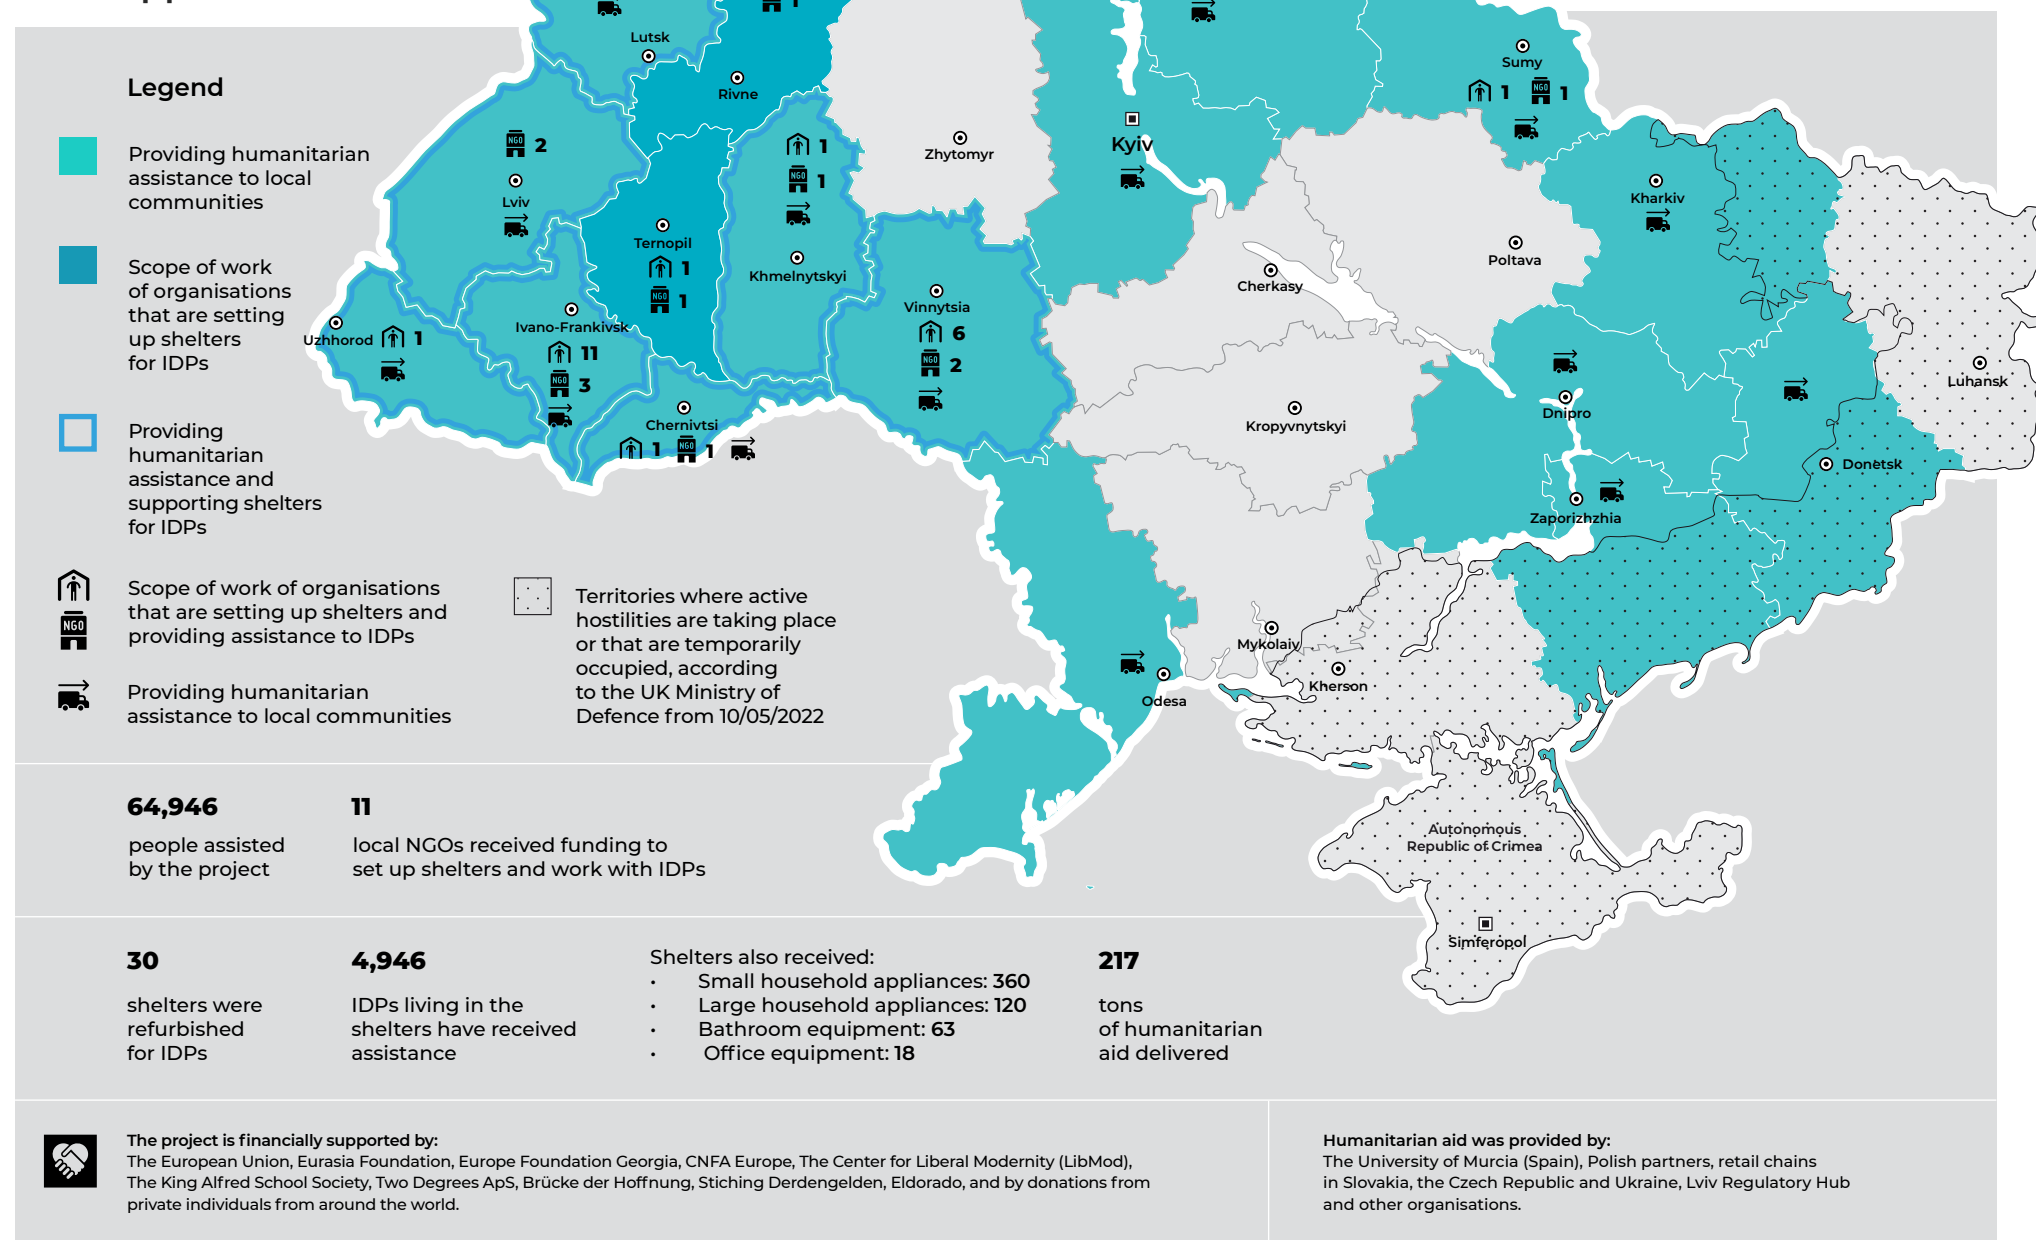 Legend
Providing humanitarian
assistance to local
communities
Scope of work
of organisations
that are setting
up shelters
for IDPs
Providing
humanitarian
assistance and
supporting shelters
for IDPs
Scope of work of organisations
that are setting up shelters and
providing assistance to IDPs
NGO
Providing humanitarian
assistance to local communities
Territories where active
hostilities are taking place
or that are temporarily
occupied, according
to the UK Ministry of
Defence from 10/05/2022
Lutsk
1
Rivne
NGO 2
Lviv
Ternopil
1
NGO 1
1
NGO 1
Khmelnytskyi
Zhytomyr
Kyiv
Sumy
1 NGO 1
Kharkiv
Poltava
Cherkasy
Vinnytsia
6
NGO 2
Uzhhorod 1
Ivano-Frankivsk
11
NGO 3
Chernivtsi
1 NGO 1
Kropyvnytskyi
Dnipro
Luhansk
Donetsk
Zaporizhzhia
Mykolaiv
Kherson
Odesa
Autonomous
Republic of Crimea
Simferopol
64,946
people assisted
by the project
11
local NGOs received funding to
set up shelters and work with IDPs
30
shelters were
refurbished
for IDPs
4,946
IDPs living in the
shelters have received
assistance
Shelters also received:
• Small household appliances: 360
• Large household appliances: 120
• Bathroom equipment: 63
• Office equipment: 18
217
tons
of humanitarian
aid delivered
The project is financially supported by:
The European Union, Eurasia Foundation, Europe Foundation Georgia, CNFA Europe, The Center for Liberal Modernity (LibMod),
The King Alfred School Society, Two Degrees ApS, Brücke der Hoffnung, Stiching Derdengelden, Eldorado, and by donations from
private individuals from around the world.
Humanitarian aid was provided by:
The University of Murcia (Spain), Polish partners, retail chains
in Slovakia, the Czech Republic and Ukraine, Lviv Regulatory Hub
and other organisations.